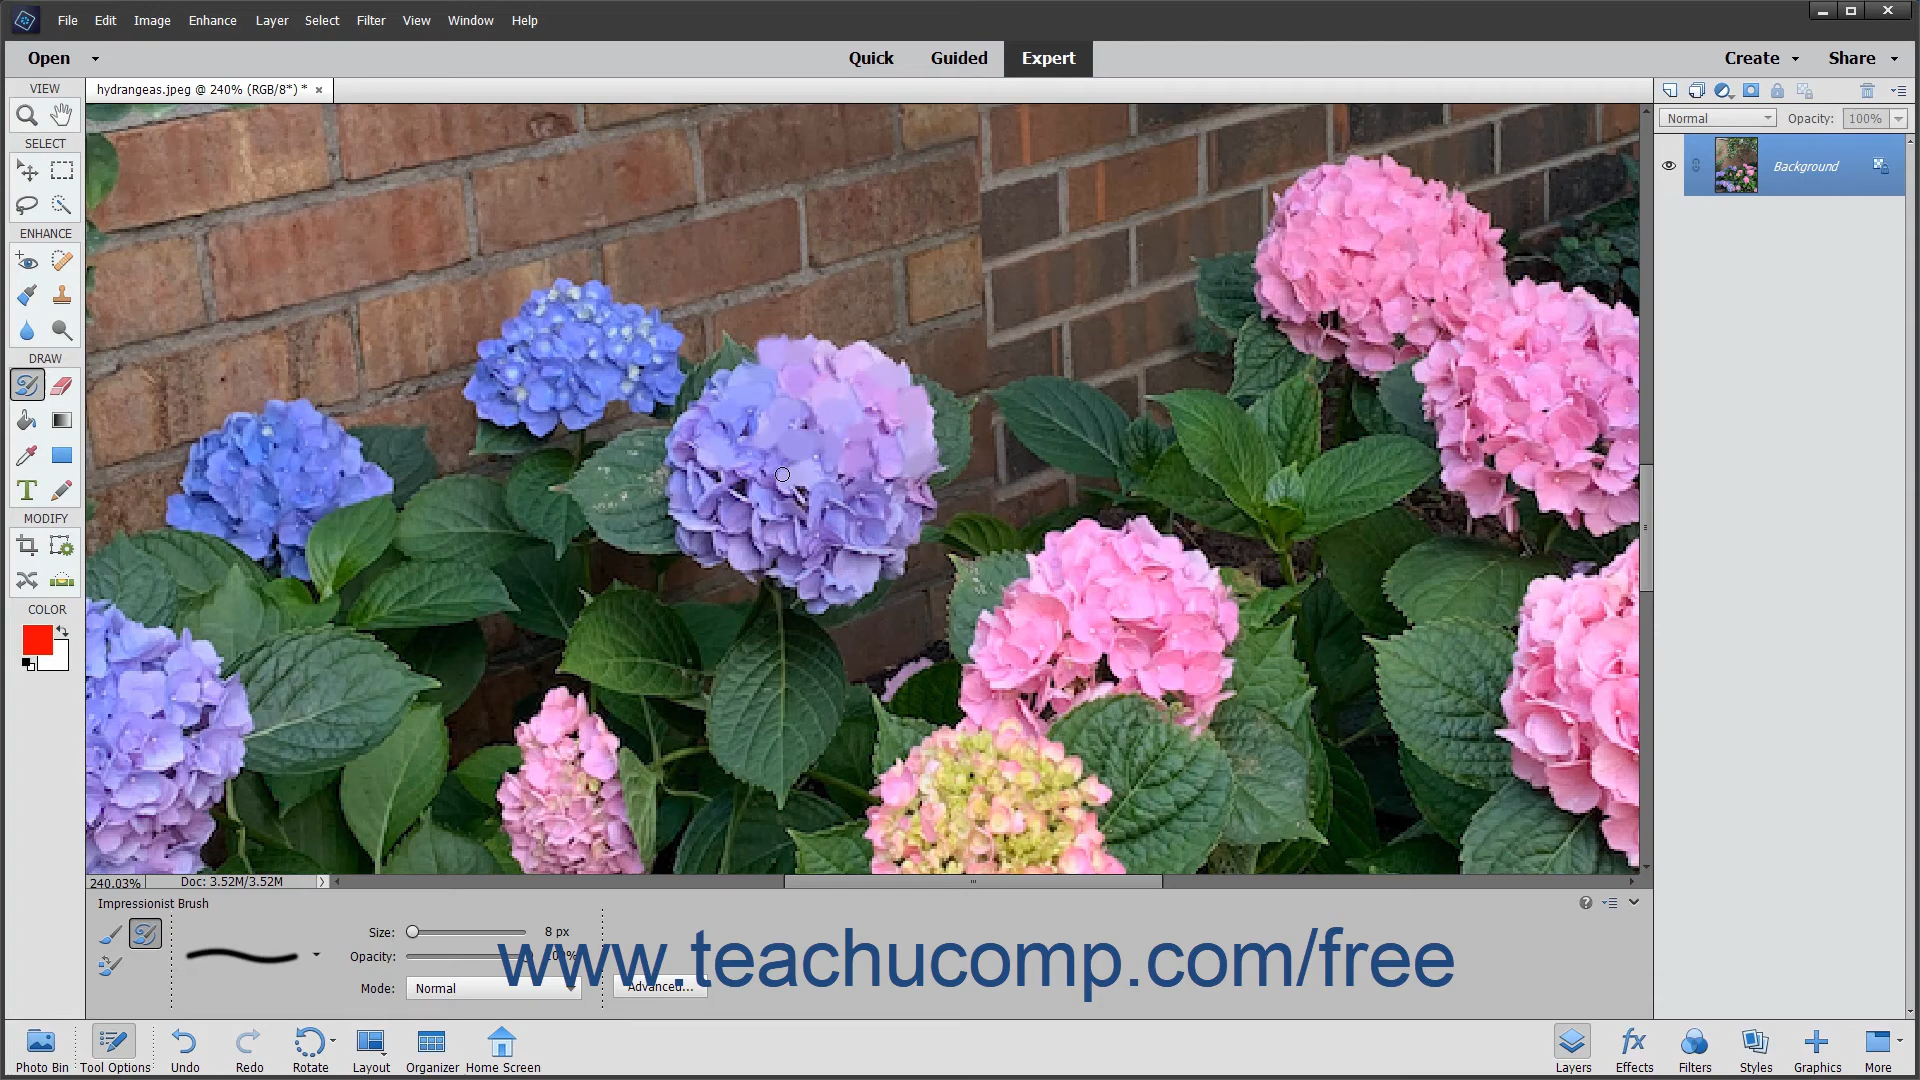 File Edit Image Enhance Layer Select Filter View Window Help
Open Quick Guided Expert Create Share
VIEW
hydrangeas.jpeg @ 240% (RGB/8*) * ×
Normal Opacity: 100%
SELECT
Background
ENHANCE
DRAW
T
MODIFY
COLOR
240.03% Doc: 3.52M/3.52M
Impressionist Brush
Size: 8 px
Opacity: 100%
Mode: Normal Advanced...
www.teachucomp.com/free
Photo Bin Tool Options Undo Redo Rotate Layout Organizer Home Screen
fx
Layers Effects Filters Styles Graphics More